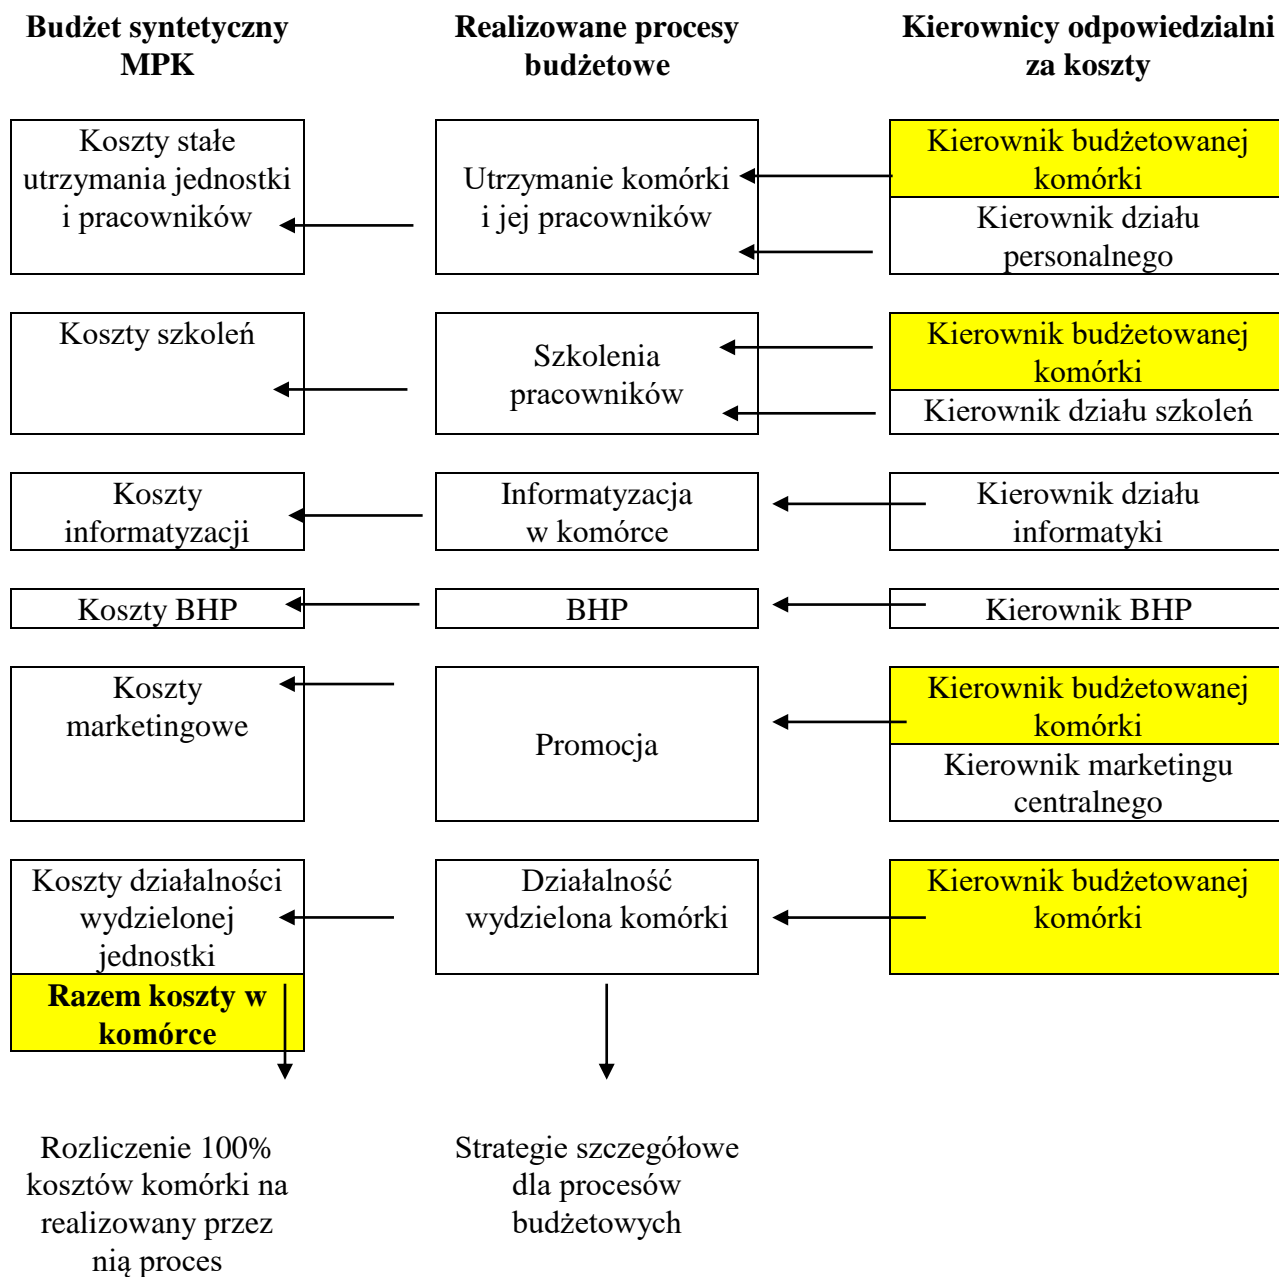 Budżet syntetyczny
MPK
Realizowane procesy
budżetowe
Kierownicy odpowiedzialni
za koszty
Koszty stałe
utrzymania jednostki
i pracowników
Utrzymanie komórki
i jej pracowników
Kierownik budżetowanej
komórki
Kierownik działu
personalnego
Koszty szkoleń
Szkolenia
pracowników
Kierownik budżetowanej
komórki
Kierownik działu szkoleń
Koszty
informatyzacji
Informatyzacja
w komórce
Kierownik działu
informatyki
Koszty BHP
BHP
Kierownik BHP
Koszty
marketingowe
Promocja
Kierownik budżetowanej
komórki
Kierownik marketingu
centralnego
Koszty działalności
wydzielonej
jednostki
Działalność
wydzielona komórki
Kierownik budżetowanej
komórki
Razem koszty w
komórce
Rozliczenie 100%
kosztów komórki na
realizowany przez
nią proces
Strategie szczegółowe
dla procesów
budżetowych